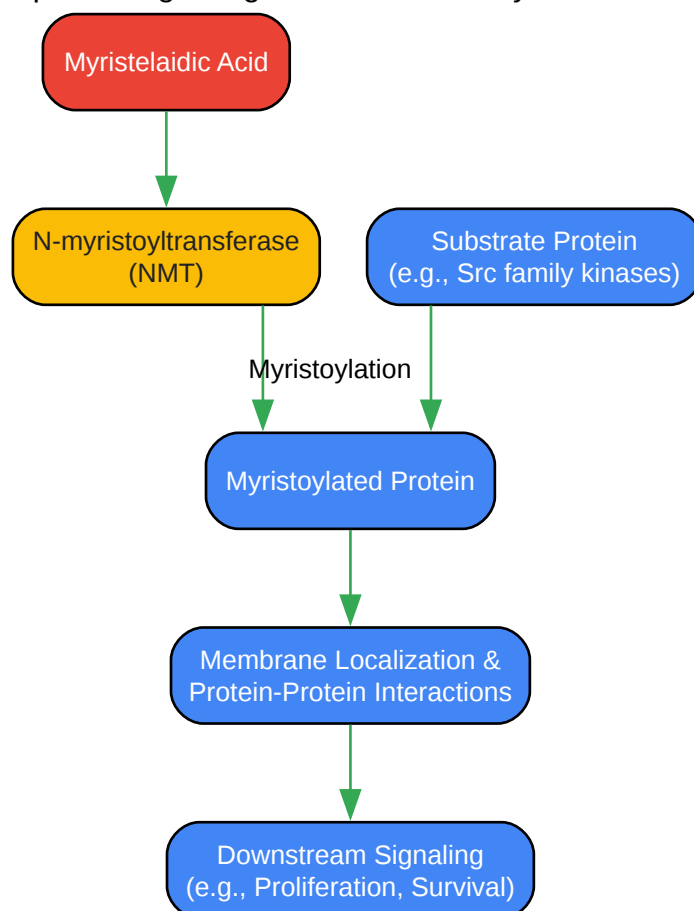 Myristelaidic Acid
N-myristoyltransferase
(NMT)
Substrate Protein
(e.g., Src family kinases)
Myristoylation
Myristoylated Protein
Membrane Localization &
Protein-Protein Interactions
Downstream Signaling
(e.g., Proliferation, Survival)